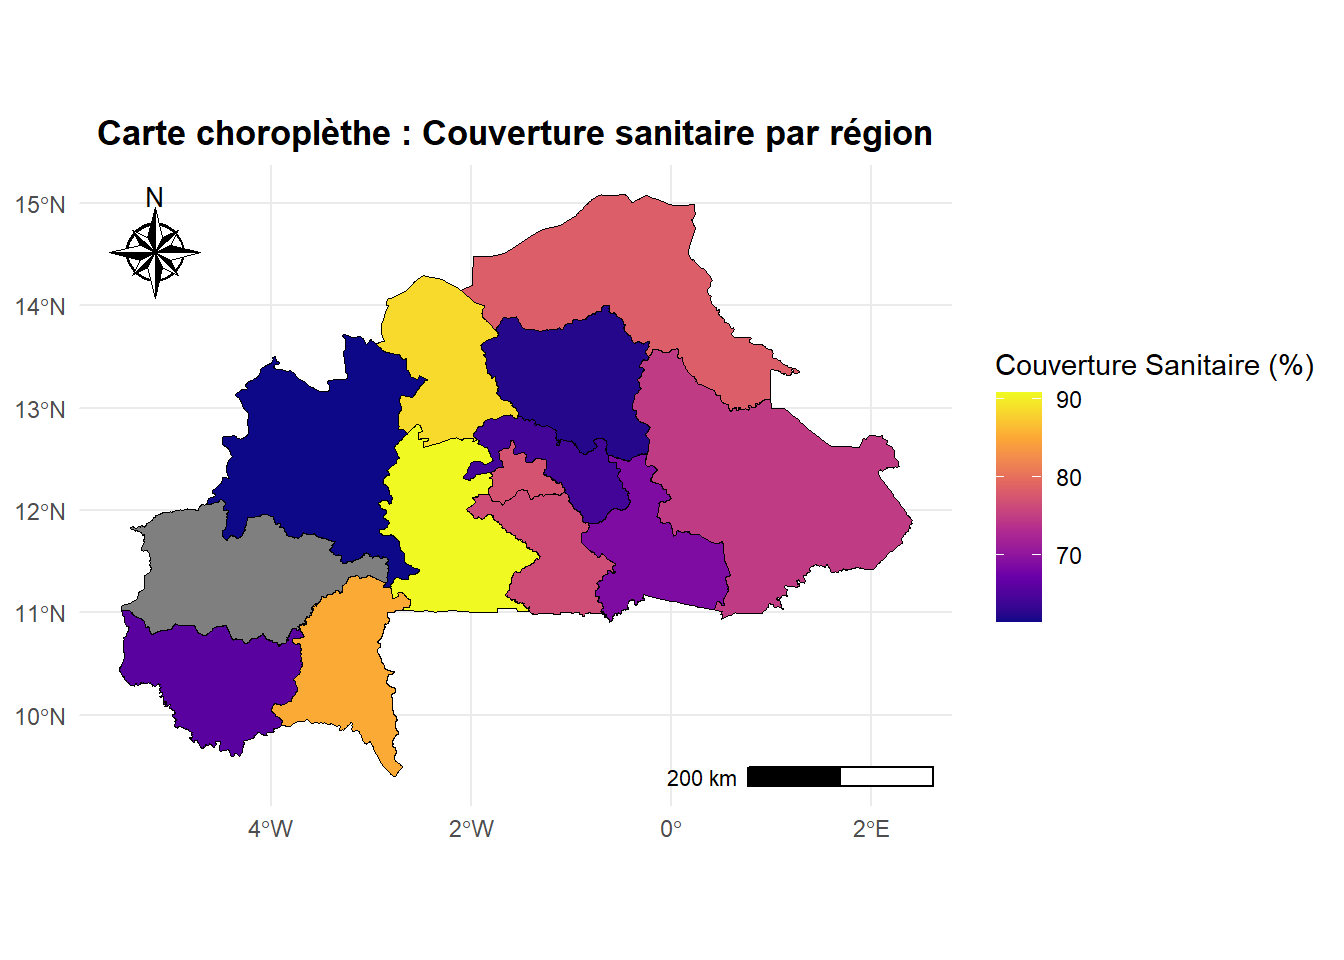 Carte choroplèthe : Couverture sanitaire par région
N
15°N
14°N
13°N
12°N
11°N
10°N
4°W
2°W
0°
2°E
200 km
Couverture Sanitaire (%)
90
80
70